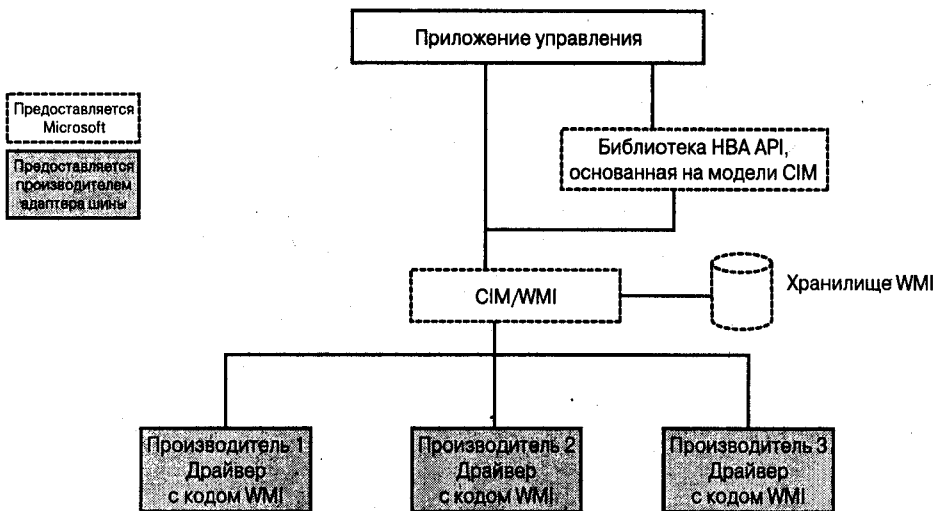 Приложение управления
Предоставляется
Microsoft
Предоставляется
производителем
адаптера шины
Библиотека HBA API,
основанная на модели CIM
CIM/WMI
Хранилище WMI
Производитель 1
Драйвер
с кодом WMI
Производитель 2
Драйвер
с кодом WMI
Производитель 3
Драйвер
с кодом WMI